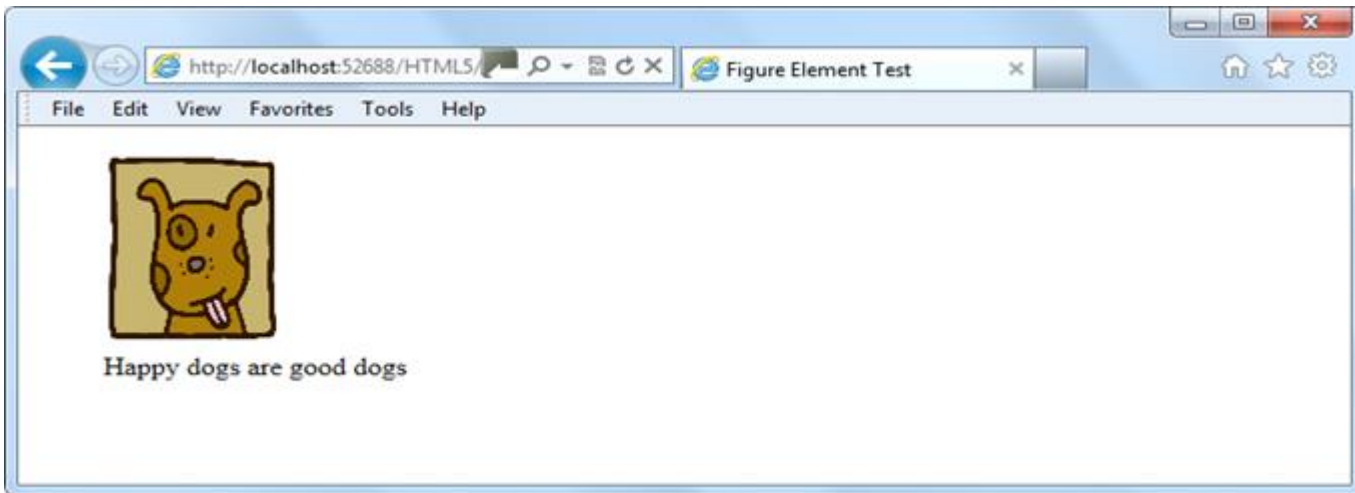 http://localhost:52688/HTML5/
Figure Element Test
File Edit View Favorites Tools Help
Happy dogs are good dogs